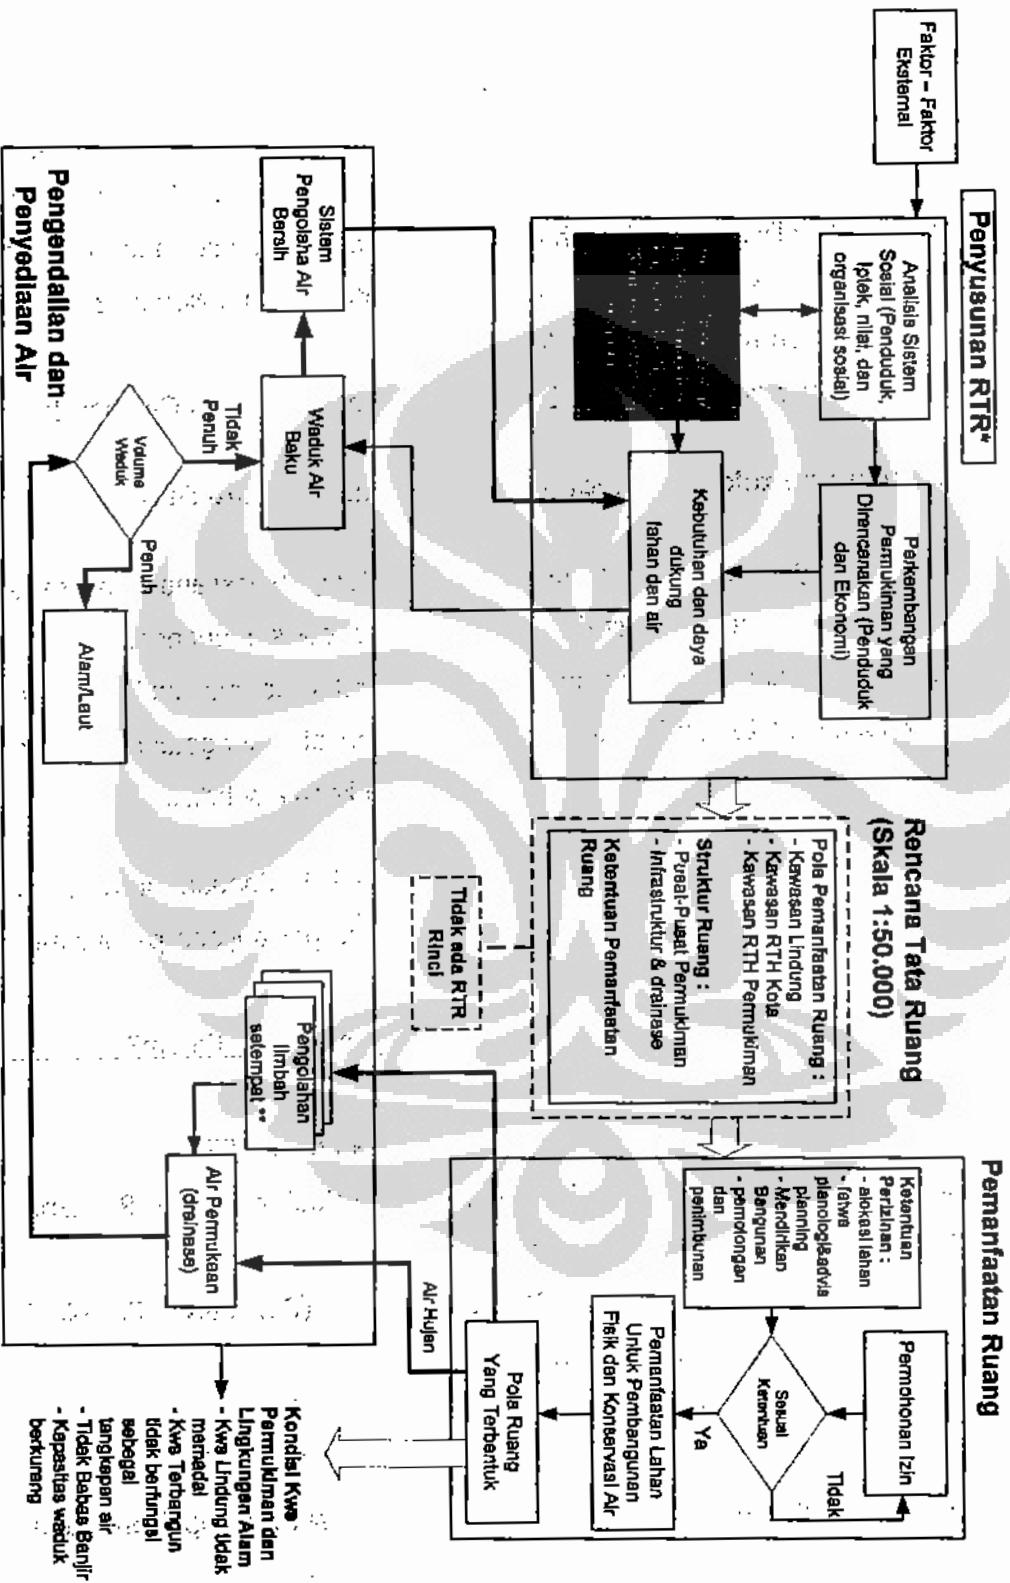 Faktor – Faktor
Eksternal
Penyusunan RTR*
Analisis Sistem
Sosial (Penduduk,
Iptek, nilai, dan
organisasi sosial)
Perkembangan
Permukiman yang
Direncanakan (Penduduk
dan Ekonomi)
Kebutuhan dan daya
dukung
lahan dan air
Rencana Tata Ruang
(Skala 1:50.000)
Pola Pemanfaatan Ruang :
- Kawasan Lindung
- Kawasan RTH Kota
- Kawasan RTH Permukiman
Struktur Ruang :
- Pusat-Pusat Permukiman
- Infrastruktur & drainase
Ketentuan Pemanfaatan
Ruang
Tidak ada RTR
Rinci
Pemanfaatan Ruang
Ketentuan
Perizinan :
- alokasi lahan
- fatwa
planologi&advis
planning
- Mendirikan
Bangunan
- pemotongan
dan
penimbunan
Permohonan Izin
Sesuai
Ketentuan
Tidak
Ya
Pemanfaatan Lahan
Untuk Pembangunan
Fisik dan Konservasi Air
Pola Ruang
Yang Terbentuk
Air Hujan
Sistem
Pengolaha Air
Bersih
Waduk Air
Baku
Tidak
Penuh
Volume
Waduk
Penuh
Alam/Laut
Pengolahan
limbah
setempat **
Air Permukaan
(drainase)
Pengendalian dan
Penyediaan Air
Kondisi Kws
Permukiman dan
Lingkungan Alam
- Kws Lindung tidak
memadai
- Kws Terbangun
tidak berfungsi
sebagai
tangkapan air
- Tidak Bebas Banjir
- Kapasitas waduk
berkurang